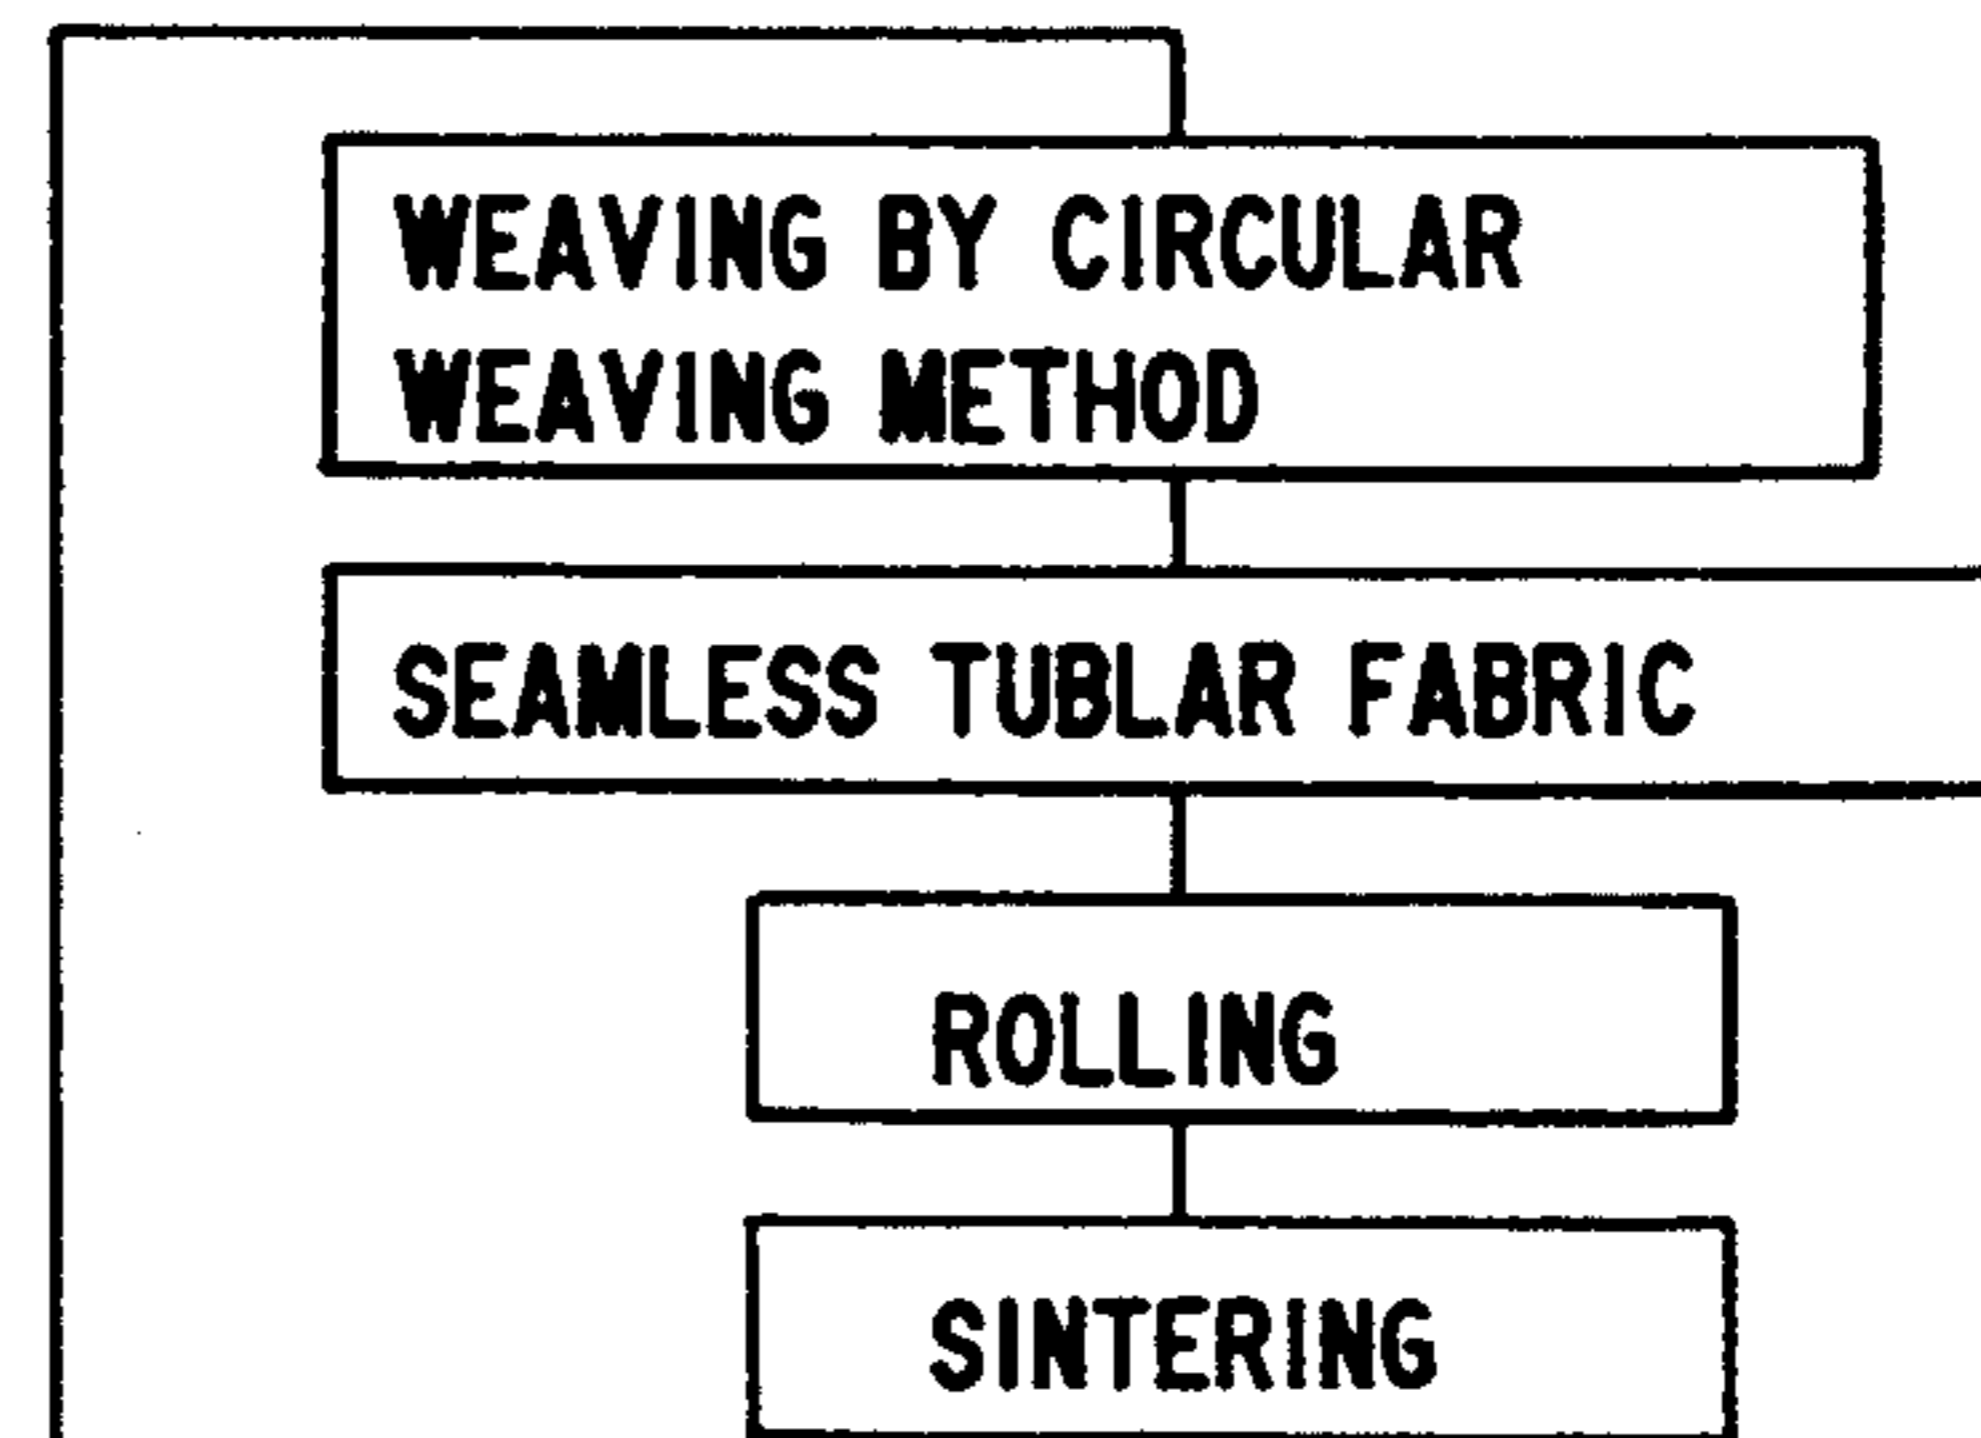 WEAVING BY CIRCULAR
WEAVING METHOD
SEAMLESS TUBLAR FABRIC
ROLLING
SINTERING